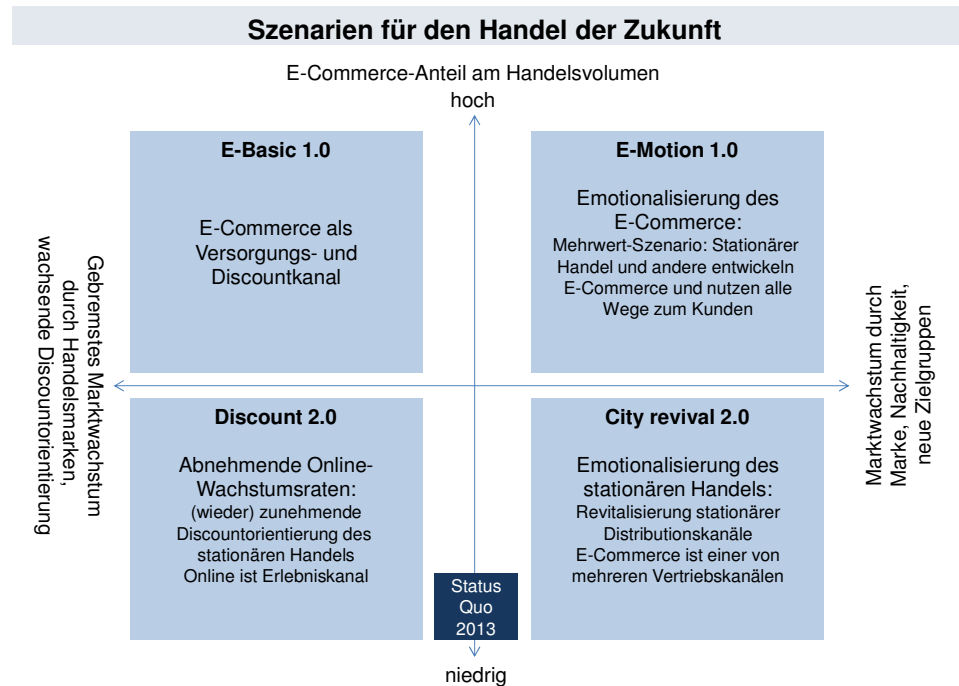 Szenarien für den Handel der Zukunft
E-Commerce-Anteil am Handelsvolumen
hoch
E-Basic 1.0
E-Commerce als
Versorgungs- und
Discountkanal
E-Motion 1.0
Emotionalisierung des
E-Commerce:
Mehrwert-Szenario: Stationärer
Handel und andere entwickeln
E-Commerce und nutzen alle
Wege zum Kunden
Gebremstes Marktwachstum
durch Handelsmarken,
wachsende Discountorientierung
Marktwachstum durch
Marke, Nachhaltigkeit,
neue Zielgruppen
Discount 2.0
Abnehmende Online-
Wachstumsraten:
(wieder) zunehmende
Discountorientierung des
stationären Handels
Online ist Erlebniskanal
City revival 2.0
Emotionalisierung des
stationären Handels:
Revitalisierung stationärer
Distributionskanäle
E-Commerce ist einer von
mehreren Vertriebskanälen
Status
Quo
2013
niedrig